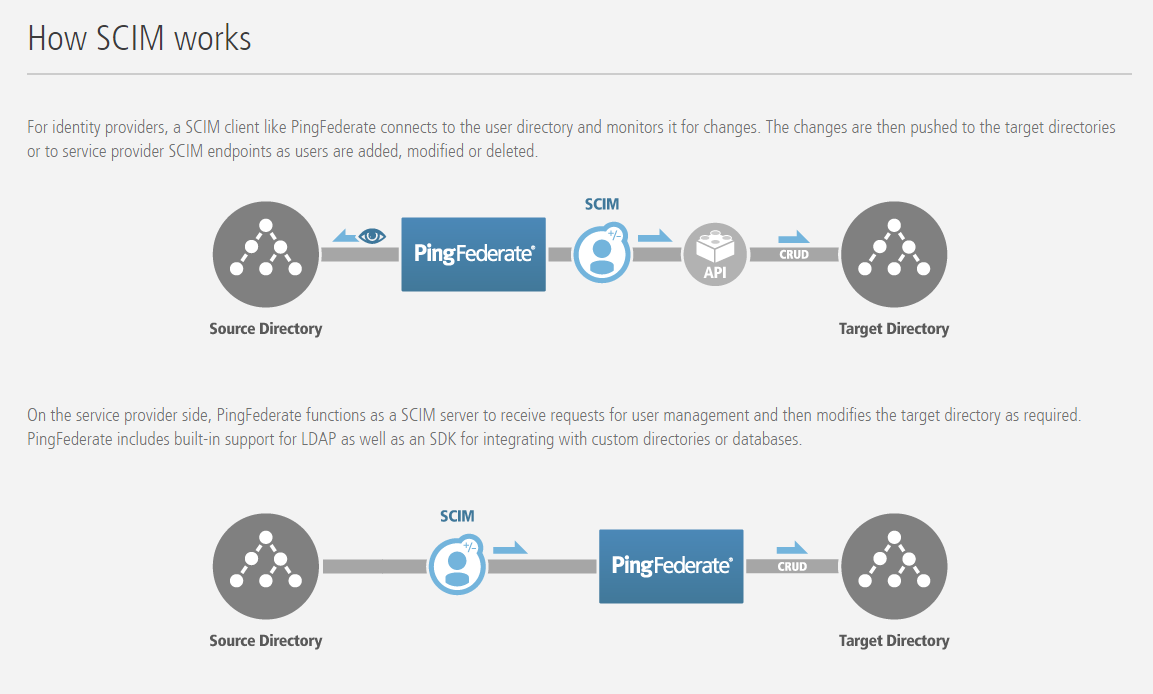 How SCIM works
For identity providers, a SCIM client like PingFederate connects to the user directory and monitors it for changes. The changes are then pushed to the target directories
or to service provider SCIM endpoints as users are added, modified or deleted.
SCIM
+/-
PingFederate®
API
CRUD
Source Directory
Target Directory
On the service provider side, PingFederate functions as a SCIM server to receive requests for user management and then modifies the target directory as required.
PingFederate includes built-in support for LDAP as well as an SDK for integrating with custom directories or databases.
SCIM
+/-
PingFederate®
CRUD
Source Directory
Target Directory